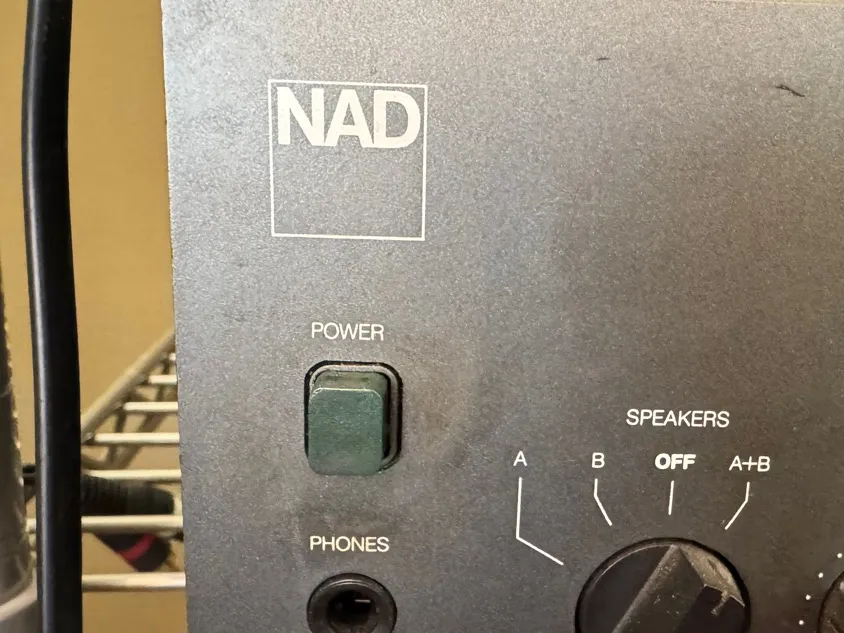 NAD
POWER
SPEAKERS
A B OFF A+B
PHONES